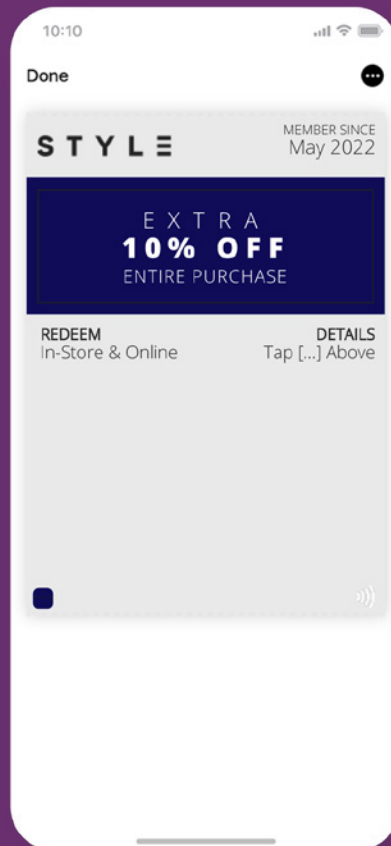 10:10
Done
STYLE
MEMBER SINCE
May 2022
EXTRA
10% OFF
ENTIRE PURCHASE
REDEEM
In-Store & Online
DETAILS
Tap [...] Above